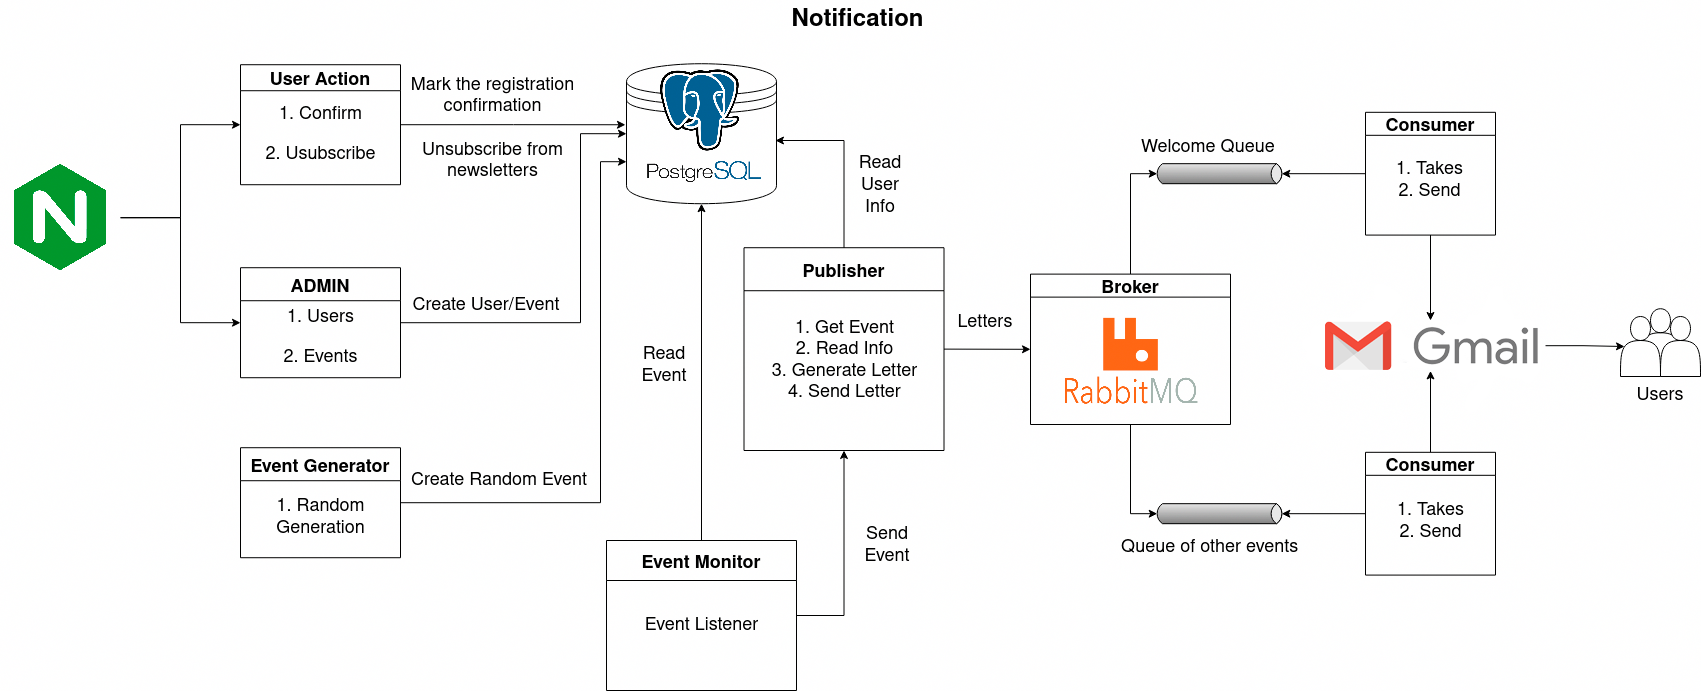 Notification
User Action
1. Confirm
2. Usubscribe
Mark the registration
confirmation
Unsubscribe from
newsletters
PostgreSQL
Read
User
Info
Welcome Queue
Consumer
1. Takes
2. Send
N
ADMIN
1. Users
2. Events
Create User/Event
Read
Event
Publisher
1. Get Event
2. Read Info
3. Generate Letter
4. Send Letter
Letters
Broker
RabbitMQ
Gmail
Users
Event Generator
1. Random
Generation
Create Random Event
Event Monitor
Event Listener
Send
Event
Queue of other events
Consumer
1. Takes
2. Send